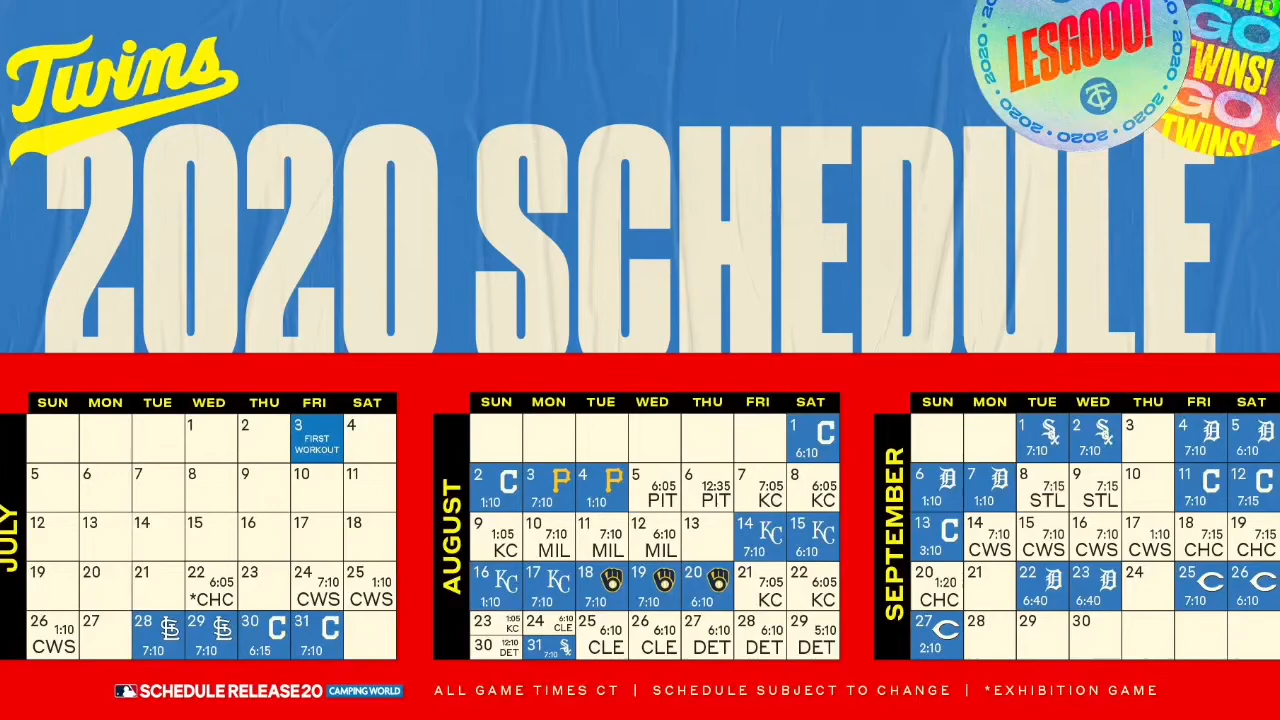 Twins
2020 2020 2020 2020 2020
LESGOOO!
TC
GO
TWINS!
GO
TWINS!
2020 SCHEDULE
JULY
SUN MON TUE WED THU FRI SAT
1 2 3 FIRST WORKOUT 4
5 6 7 8 9 10 11
12 13 14 15 16 17 18
19 20 21 22 6:05 *CHC 23 24 7:10 CWS 25 1:10 CWS
26 1:10 CWS 27 28 STL 7:10 29 STL 7:10 30 C 6:15 31 C 7:10
AUGUST
SUN MON TUE WED THU FRI SAT
1 C 6:10
2 C 1:10 3 P 7:10 4 P 1:10 5 6:05 PIT 6 12:35 PIT 7 7:05 KC 8 6:05 KC
9 1:05 KC 10 7:10 MIL 11 7:10 MIL 12 6:10 MIL 13 14 KC 7:10 15 KC 6:10
16 KC 1:10 17 KC 7:10 18 7:10 19 7:10 20 6:10 21 7:05 KC 22 6:05 KC
23 1:05 KC 24 6:10 CLE 25 6:10 CLE 26 6:10 CLE 27 6:10 DET 28 6:10 DET 29 5:10 DET
30 12:10 DET 31 7:10 Sox
SEPTEMBER
SUN MON TUE WED THU FRI SAT
1 Sox 7:10 2 Sox 7:10 3 4 D 7:10 5 D 6:10
6 D 1:10 7 D 1:10 8 7:15 STL 9 7:15 STL 10 11 C 7:10 12 C 7:15
13 C 3:10 14 7:10 CWS 15 7:10 CWS 16 7:10 CWS 17 1:10 CWS 18 7:15 CHC 19 7:15 CHC
20 1:20 CHC 21 22 D 6:40 23 D 6:40 24 25 C 7:10 26 C 6:10
27 C 2:10 28 29 30
SCHEDULE RELEASE 20 CAMPING WORLD ALL GAME TIMES CT | SCHEDULE SUBJECT TO CHANGE | *EXHIBITION GAME